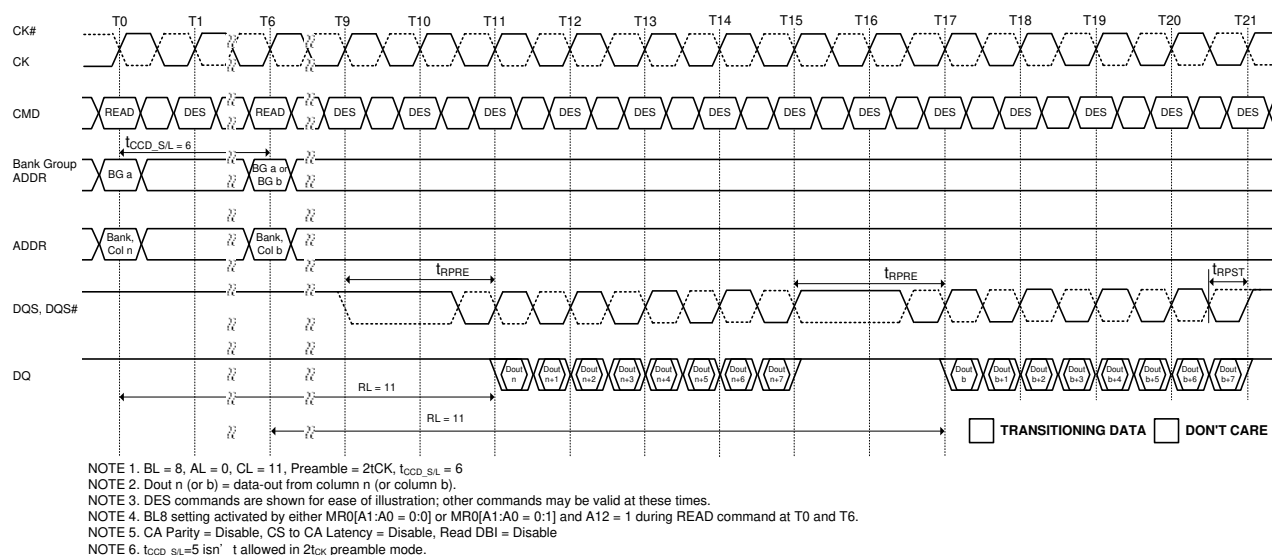 T0 T1 T6 T9 T10 T11 T12 T13 T14 T15 T16 T17 T18 T19 T20 T21
CK#
CK
CMD READ DES READ DES DES DES DES DES DES DES DES DES DES DES DES DES
tCCD_S/L = 6
Bank Group
ADDR
BG a
BG a or
BG b
ADDR
Bank,
Col n
Bank,
Col b
tRPRE tRPRE tRPST
DQS, DQS#
DQ
Dout
n
Dout
n+1
Dout
n+2
Dout
n+3
Dout
n+4
Dout
n+5
Dout
n+6
Dout
n+7
Dout
b
Dout
b+1
Dout
b+2
Dout
b+3
Dout
b+4
Dout
b+5
Dout
b+6
Dout
b+7
RL = 11
RL = 11
TRANSITIONING DATA DON'T CARE
NOTE 1. BL = 8, AL = 0, CL = 11, Preamble = 2tCK, tCCD_S/L = 6
NOTE 2. Dout n (or b) = data-out from column n (or column b).
NOTE 3. DES commands are shown for ease of illustration; other commands may be valid at these times.
NOTE 4. BL8 setting activated by either MR0[A1:A0 = 0:0] or MR0[A1:A0 = 0:1] and A12 = 1 during READ command at T0 and T6.
NOTE 5. CA Parity = Disable, CS to CA Latency = Disable, Read DBI = Disable
NOTE 6. tCCD_S/L=5 isn' t allowed in 2tCK preamble mode.